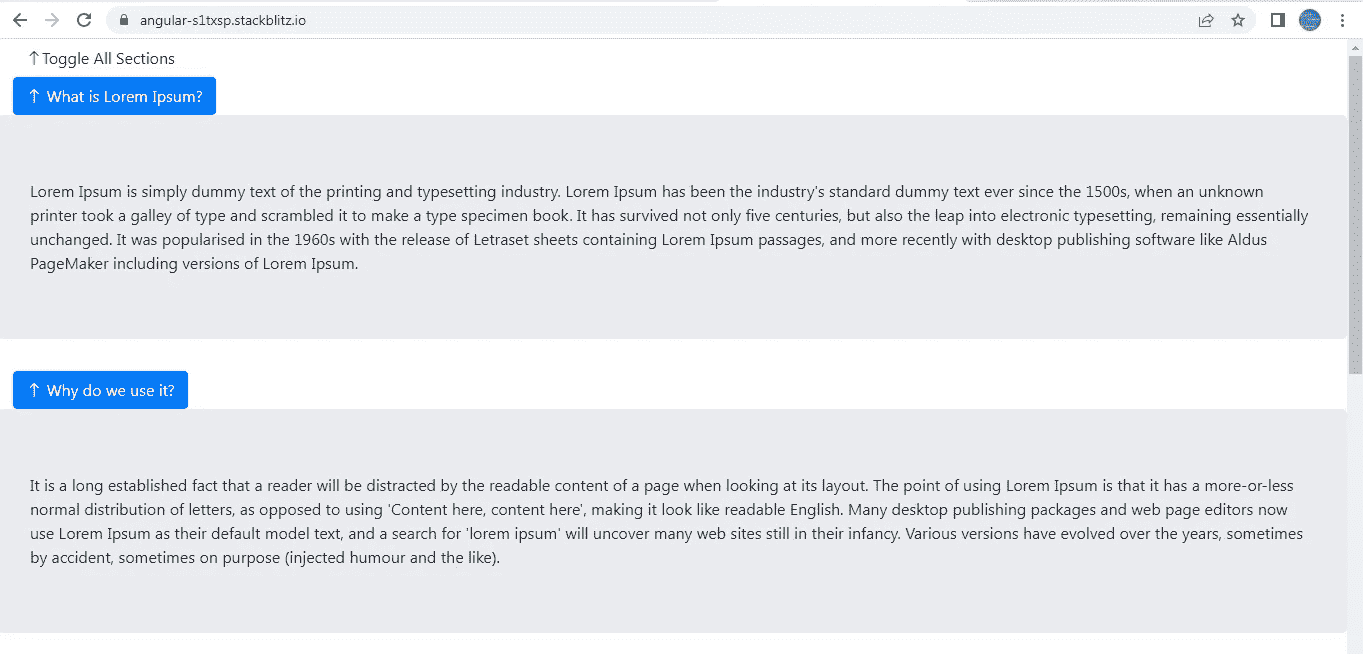 angular-s1txsp.stackblitz.io
↑Toggle All Sections
↑ What is Lorem Ipsum?
Lorem Ipsum is simply dummy text of the printing and typesetting industry. Lorem Ipsum has been the industry's standard dummy text ever since the 1500s, when an unknown
printer took a galley of type and scrambled it to make a type specimen book. It has survived not only five centuries, but also the leap into electronic typesetting, remaining essentially
unchanged. It was popularised in the 1960s with the release of Letraset sheets containing Lorem Ipsum passages, and more recently with desktop publishing software like Aldus
PageMaker including versions of Lorem Ipsum.
↑ Why do we use it?
It is a long established fact that a reader will be distracted by the readable content of a page when looking at its layout. The point of using Lorem Ipsum is that it has a more-or-less
normal distribution of letters, as opposed to using 'Content here, content here', making it look like readable English. Many desktop publishing packages and web page editors now
use Lorem Ipsum as their default model text, and a search for 'lorem ipsum' will uncover many web sites still in their infancy. Various versions have evolved over the years, sometimes
by accident, sometimes on purpose (injected humour and the like).